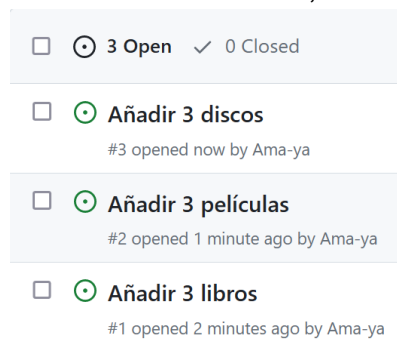 3 Open 0 Closed
Añadir 3 discos
#3 opened now by Ama-ya
Añadir 3 películas
#2 opened 1 minute ago by Ama-ya
Añadir 3 libros
#1 opened 2 minutes ago by Ama-ya